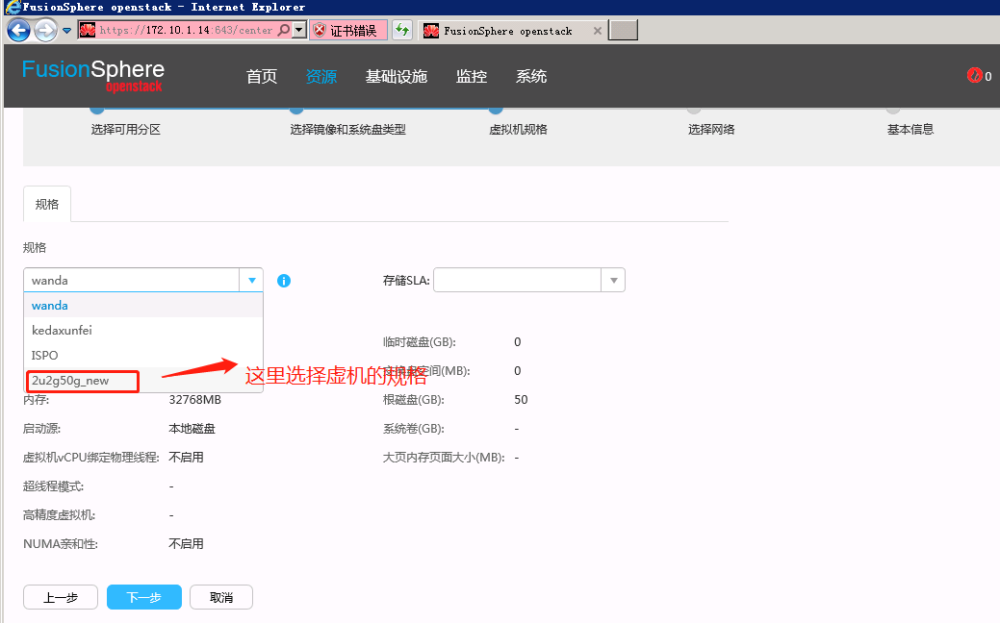 FusionSphere openstack - Internet Explorer
https://172.10.1.14:643/center
证书错误
FusionSphere openstack
FusionSphere
openstack
首页
资源
基础设施
监控
系统
0
选择可用分区
选择镜像和系统盘类型
虚拟机规格
选择网络
基本信息
规格
规格
wanda
存储SLA:
wanda
kedaxunfei
ISPO
2u2g50g_new
这里选择虚机的规格
临时磁盘(GB): 0
交换盘空间(MB): 0
内存: 32768MB
根磁盘(GB): 50
启动源: 本地磁盘
系统卷(GB): -
虚拟机vCPU绑定物理线程: 不启用
大页内存页面大小(MB): -
超线程模式: -
高精度虚拟机: -
NUMA亲和性: 不启用
上一步
下一步
取消